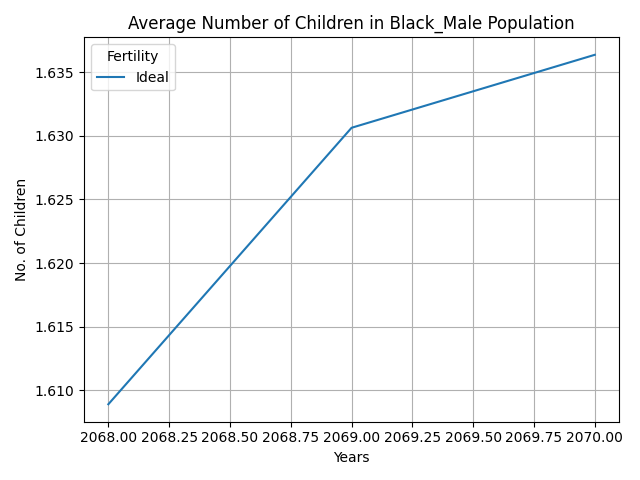 Average Number of Children in Black_Male Population
Fertility
Ideal
No. of Children
1.635
1.630
1.625
1.620
1.615
1.610
2068.00 2068.25 2068.50 2068.75 2069.00 2069.25 2069.50 2069.75 2070.00
Years